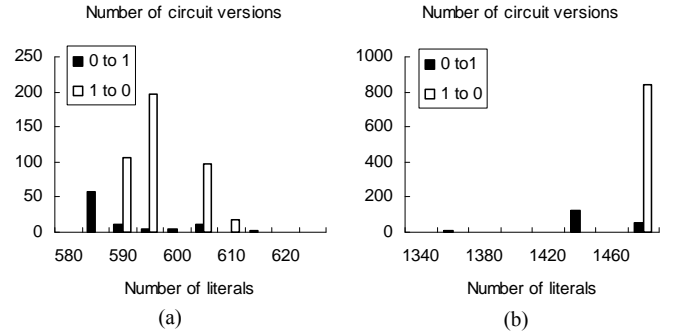 Number of circuit versions
250
200
150
100
50
0
0 to 1
1 to 0
580 590 600 610 620
Number of literals
(a)
Number of circuit versions
1000
800
600
400
200
0
0 to1
1 to 0
1340 1380 1420 1460
Number of literals
(b)